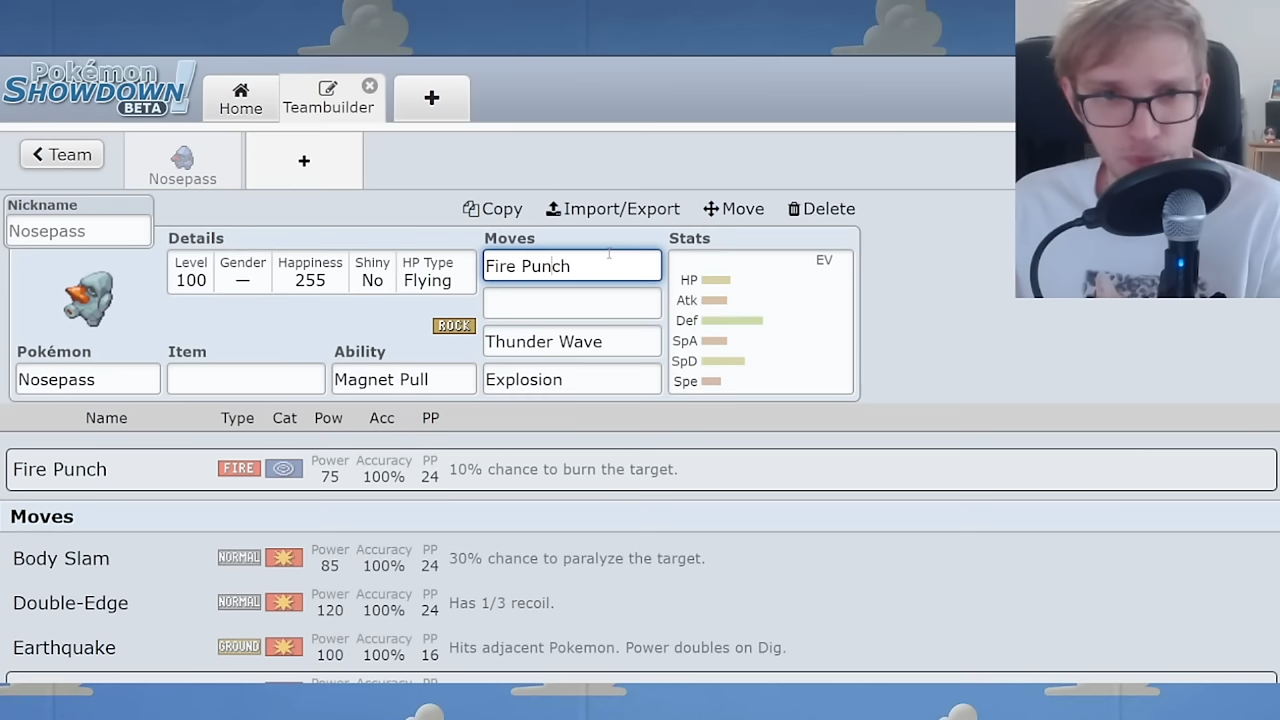 Pokémon
SHOWDOWN!
BETA
Home
Teambuilder
+
Team
Nosepass
+
Copy Import/Export Move Delete
Nickname
Nosepass
Details
Level Gender Happiness Shiny HP Type
100 — 255 No Flying
ROCK
Pokémon Item Ability
Nosepass Magnet Pull
Moves
Fire Punch
Thunder Wave
Explosion
Stats
EV
HP
Atk
Def
SpA
SpD
Spe
Name Type Cat Pow Acc PP
Fire Punch FIRE Power 75 Accuracy 100% PP 24 10% chance to burn the target.
Moves
Body Slam NORMAL Power 85 Accuracy 100% PP 24 30% chance to paralyze the target.
Double-Edge NORMAL Power 120 Accuracy 100% PP 24 Has 1/3 recoil.
Earthquake GROUND Power 100 Accuracy 100% PP 16 Hits adjacent Pokemon. Power doubles on Dig.